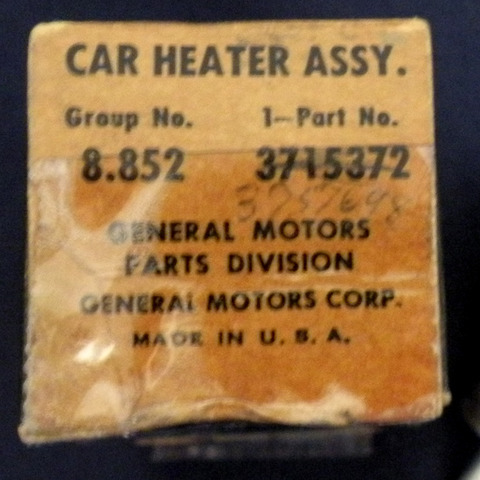 CAR HEATER ASSY.
Group No. 1-Part No.
8.852 3715372
GENERAL MOTORS
PARTS DIVISION
GENERAL MOTORS CORP.
MADE IN U. S. A.